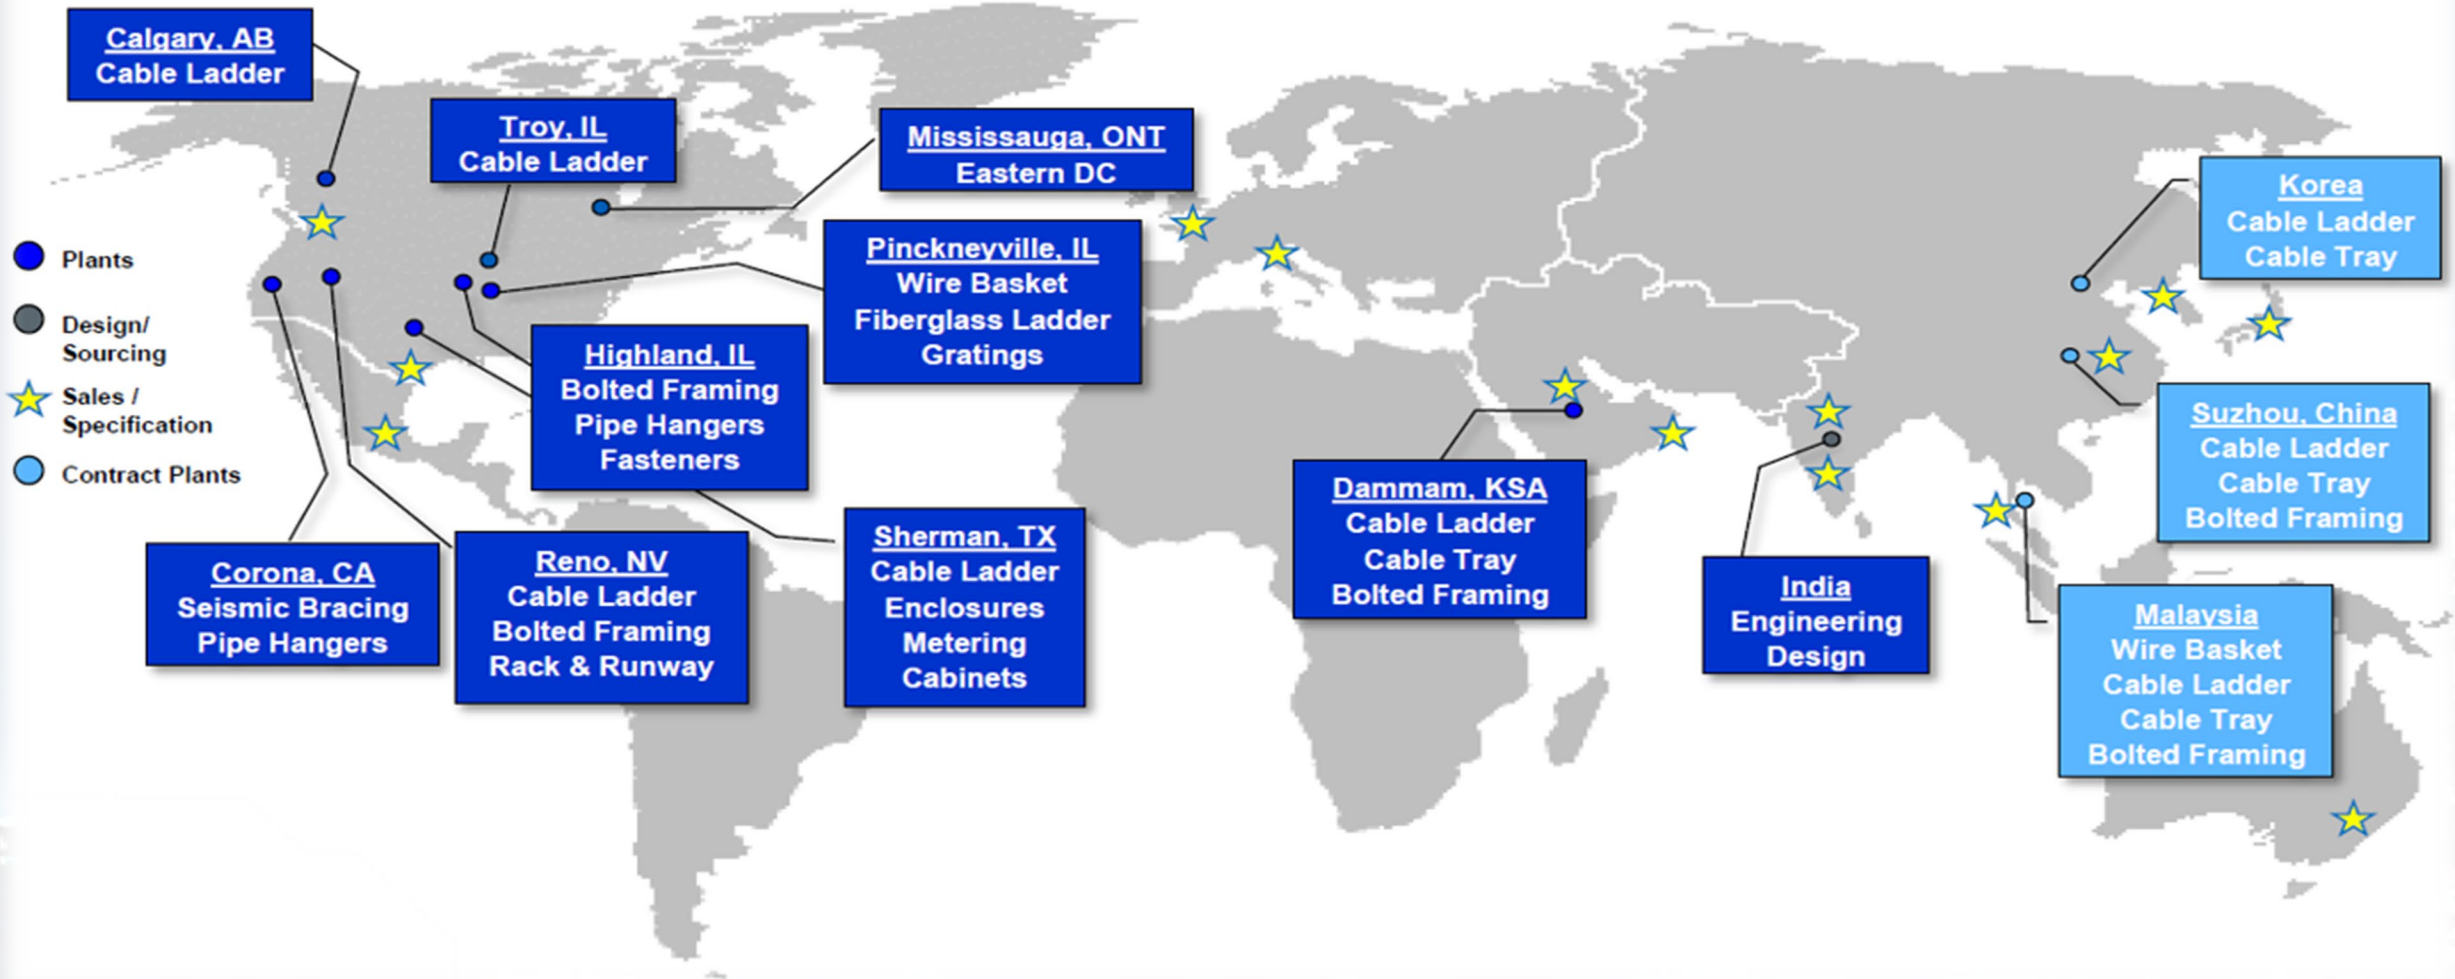 Calgary, AB
Cable Ladder
Troy, IL
Cable Ladder
Mississauga, ONT
Eastern DC
Pinckneyville, IL
Wire Basket
Fiberglass Ladder
Gratings
Korea
Cable Ladder
Cable Tray
Plants
Design/
Sourcing
Sales /
Specification
Contract Plants
Highland, IL
Bolted Framing
Pipe Hangers
Fasteners
Suzhou, China
Cable Ladder
Cable Tray
Bolted Framing
Dammam, KSA
Cable Ladder
Cable Tray
Bolted Framing
Corona, CA
Seismic Bracing
Pipe Hangers
Reno, NV
Cable Ladder
Bolted Framing
Rack & Runway
Sherman, TX
Cable Ladder
Enclosures
Metering
Cabinets
India
Engineering
Design
Malaysia
Wire Basket
Cable Ladder
Cable Tray
Bolted Framing